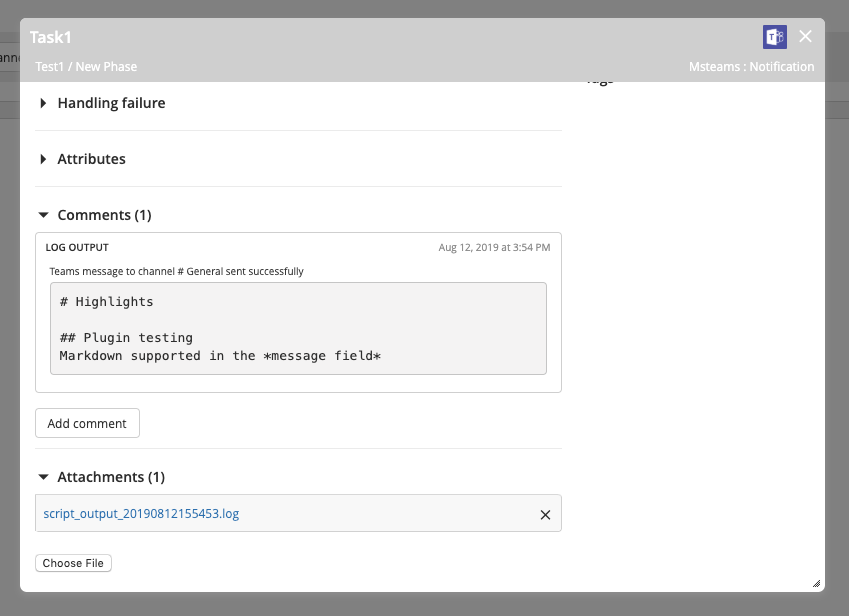 Task1
Test1 / New Phase
Msteams : Notification
Handling failure
Attributes
Comments (1)
LOG OUTPUT
Aug 12, 2019 at 3:54 PM
Teams message to channel # General sent successfully
# Highlights
## Plugin testing
Markdown supported in the *message field*
Add comment
Attachments (1)
script_output_20190812155453.log
Choose File